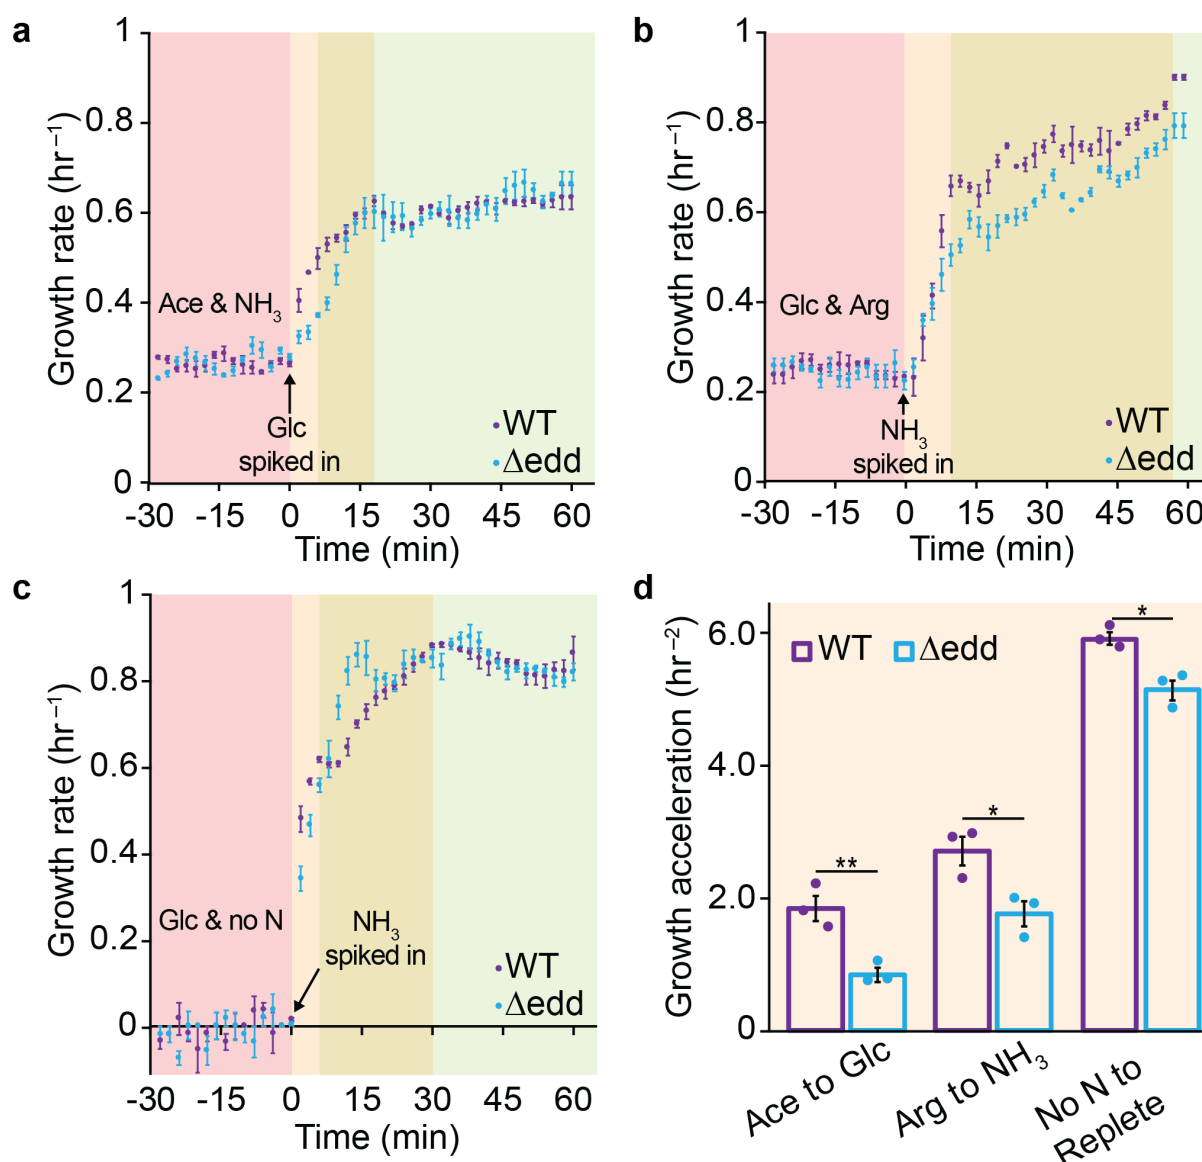 a
1
0.8
0.6
0.4
0.2
0
Growth rate (hr⁻¹)
Ace & NH₃
Glc
spiked in
WT
Δedd
-30 -15 0 15 30 45 60
Time (min)
b
1
0.8
0.6
0.4
0.2
0
Growth rate (hr⁻¹)
Glc & Arg
NH₃
spiked in
WT
Δedd
-30 -15 0 15 30 45 60
Time (min)
c
1
0.8
0.6
0.4
0.2
0
Growth rate (hr⁻¹)
Glc & no N
NH₃
spiked in
WT
Δedd
-30 -15 0 15 30 45 60
Time (min)
d
6.0
4.0
2.0
0
Growth acceleration (hr⁻²)
WT Δedd
**
*
*
Ace to Glc
Arg to NH₃
No N to
Replete